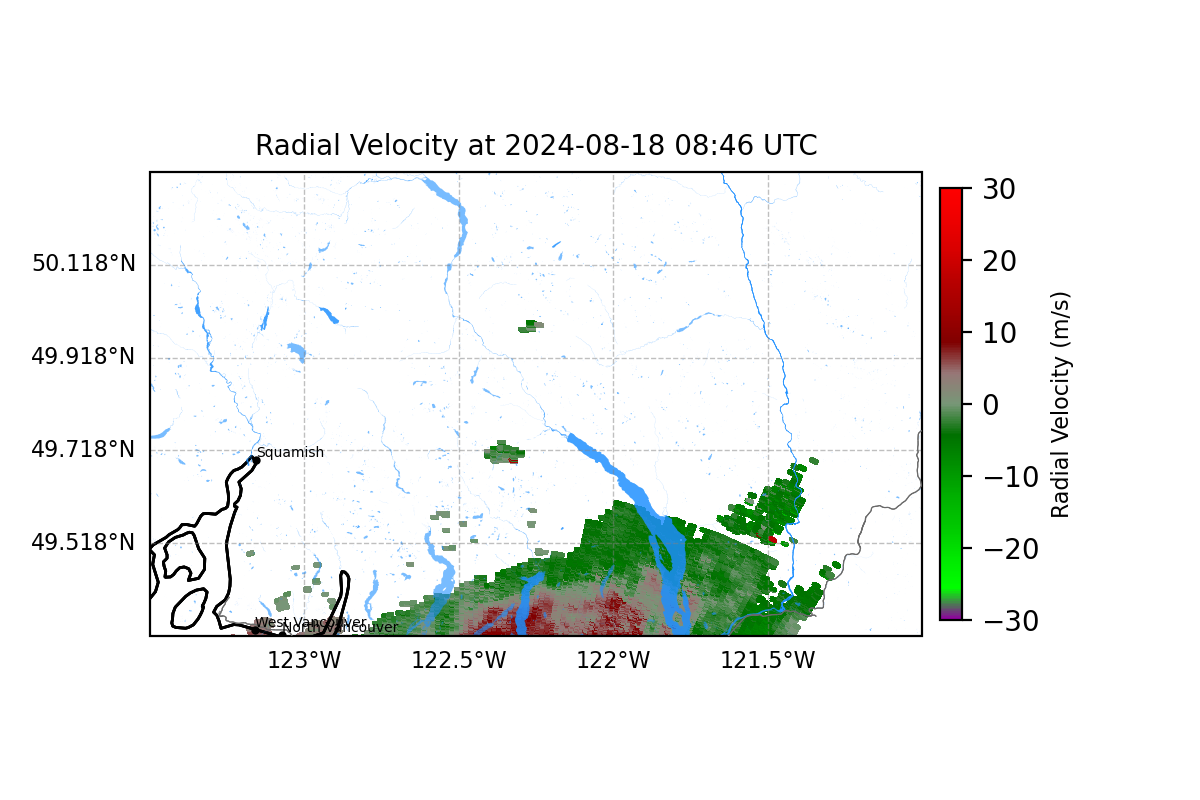 Radial Velocity at 2024-08-18 08:46 UTC
50.118°N
49.918°N
49.718°N
49.518°N
Squamish
West Vancouver
North Vancouver
123°W
122.5°W
122°W
121.5°W
30
20
10
0
−10
−20
−30
Radial Velocity (m/s)